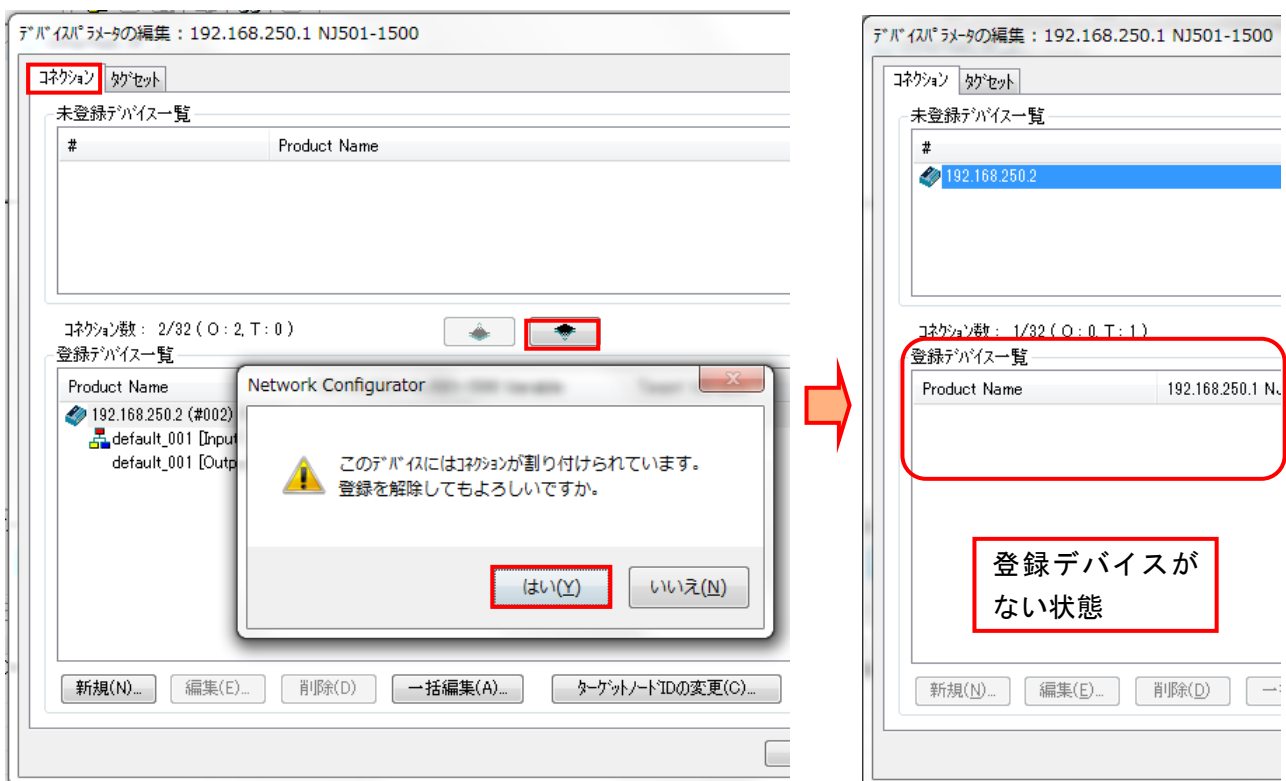 ﾃﾞﾊﾞｲｽﾊﾟﾗﾒｰﾀの編集 : 192.168.250.1 NJ501-1500
ｺﾈｸｼｮﾝ ﾀｸﾞｾｯﾄ
未登録ﾃﾞﾊﾞｲｽ一覧
# Product Name
ｺﾈｸｼｮﾝ数 : 2/32 ( O : 2, T : 0 )
登録ﾃﾞﾊﾞｲｽ一覧
Product Name
192.168.250.2 (#002)
default_001 [Input
default_001 [Outp
Network Configurator
このﾃﾞﾊﾞｲｽにはｺﾈｸｼｮﾝが割り付けられています。
登録を解除してもよろしいですか。
はい(Y) いいえ(N)
新規(N)... 編集(E)... 削除(D) 一括編集(A)... ﾀｰｹﾞｯﾄﾉｰﾄﾞIDの変更(C)...
ﾃﾞﾊﾞｲｽﾊﾟﾗﾒｰﾀの編集 : 192.168.250.1 NJ501-1500
ｺﾈｸｼｮﾝ ﾀｸﾞｾｯﾄ
未登録ﾃﾞﾊﾞｲｽ一覧
#
192.168.250.2
ｺﾈｸｼｮﾝ数 : 1/32 ( O : 0, T : 1 )
登録ﾃﾞﾊﾞｲｽ一覧
Product Name 192.168.250.1 N
登録デバイスが
ない状態
新規(N)... 編集(E)... 削除(D) 一